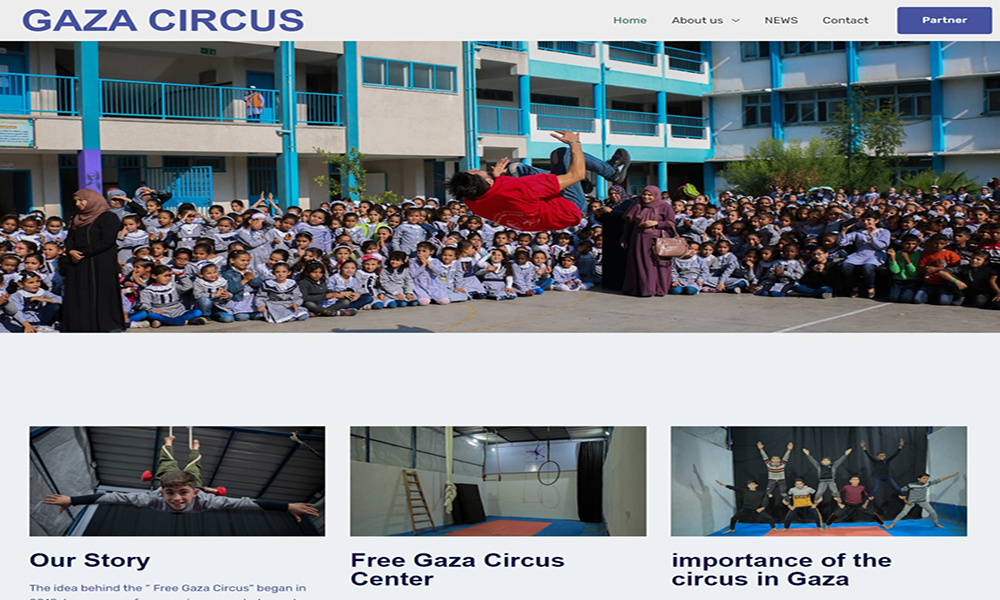 GAZA CIRCUS
Home
About us
NEWS
Contact
Partner
Our Story
The idea behind the “ Free Gaza Circus” began in
Free Gaza Circus
Center
importance of the
circus in Gaza